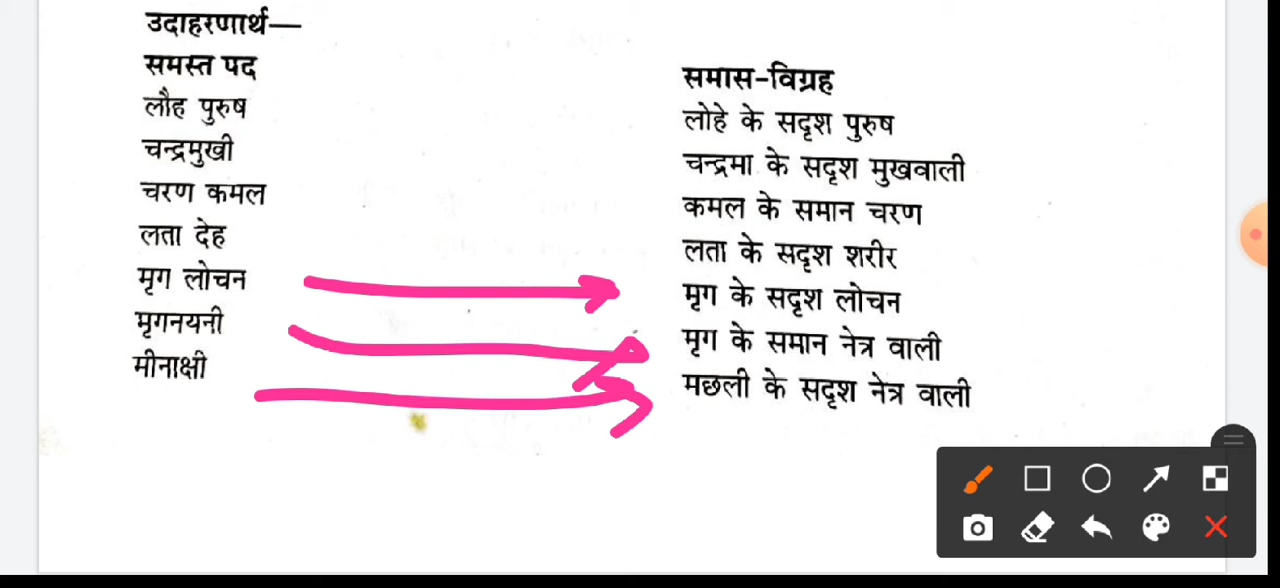 उदाहरणार्थ—
समस्त पद
समास-विग्रह
लौह पुरुष
लोहे के सदृश पुरुष
चन्द्रमुखी
चन्द्रमा के सदृश मुखवाली
चरण कमल
कमल के समान चरण
लता देह
लता के सदृश शरीर
मृग लोचन
मृग के सदृश लोचन
मृगनयनी
मृग के समान नेत्र वाली
मीनाक्षी
मछली के सदृश नेत्र वाली